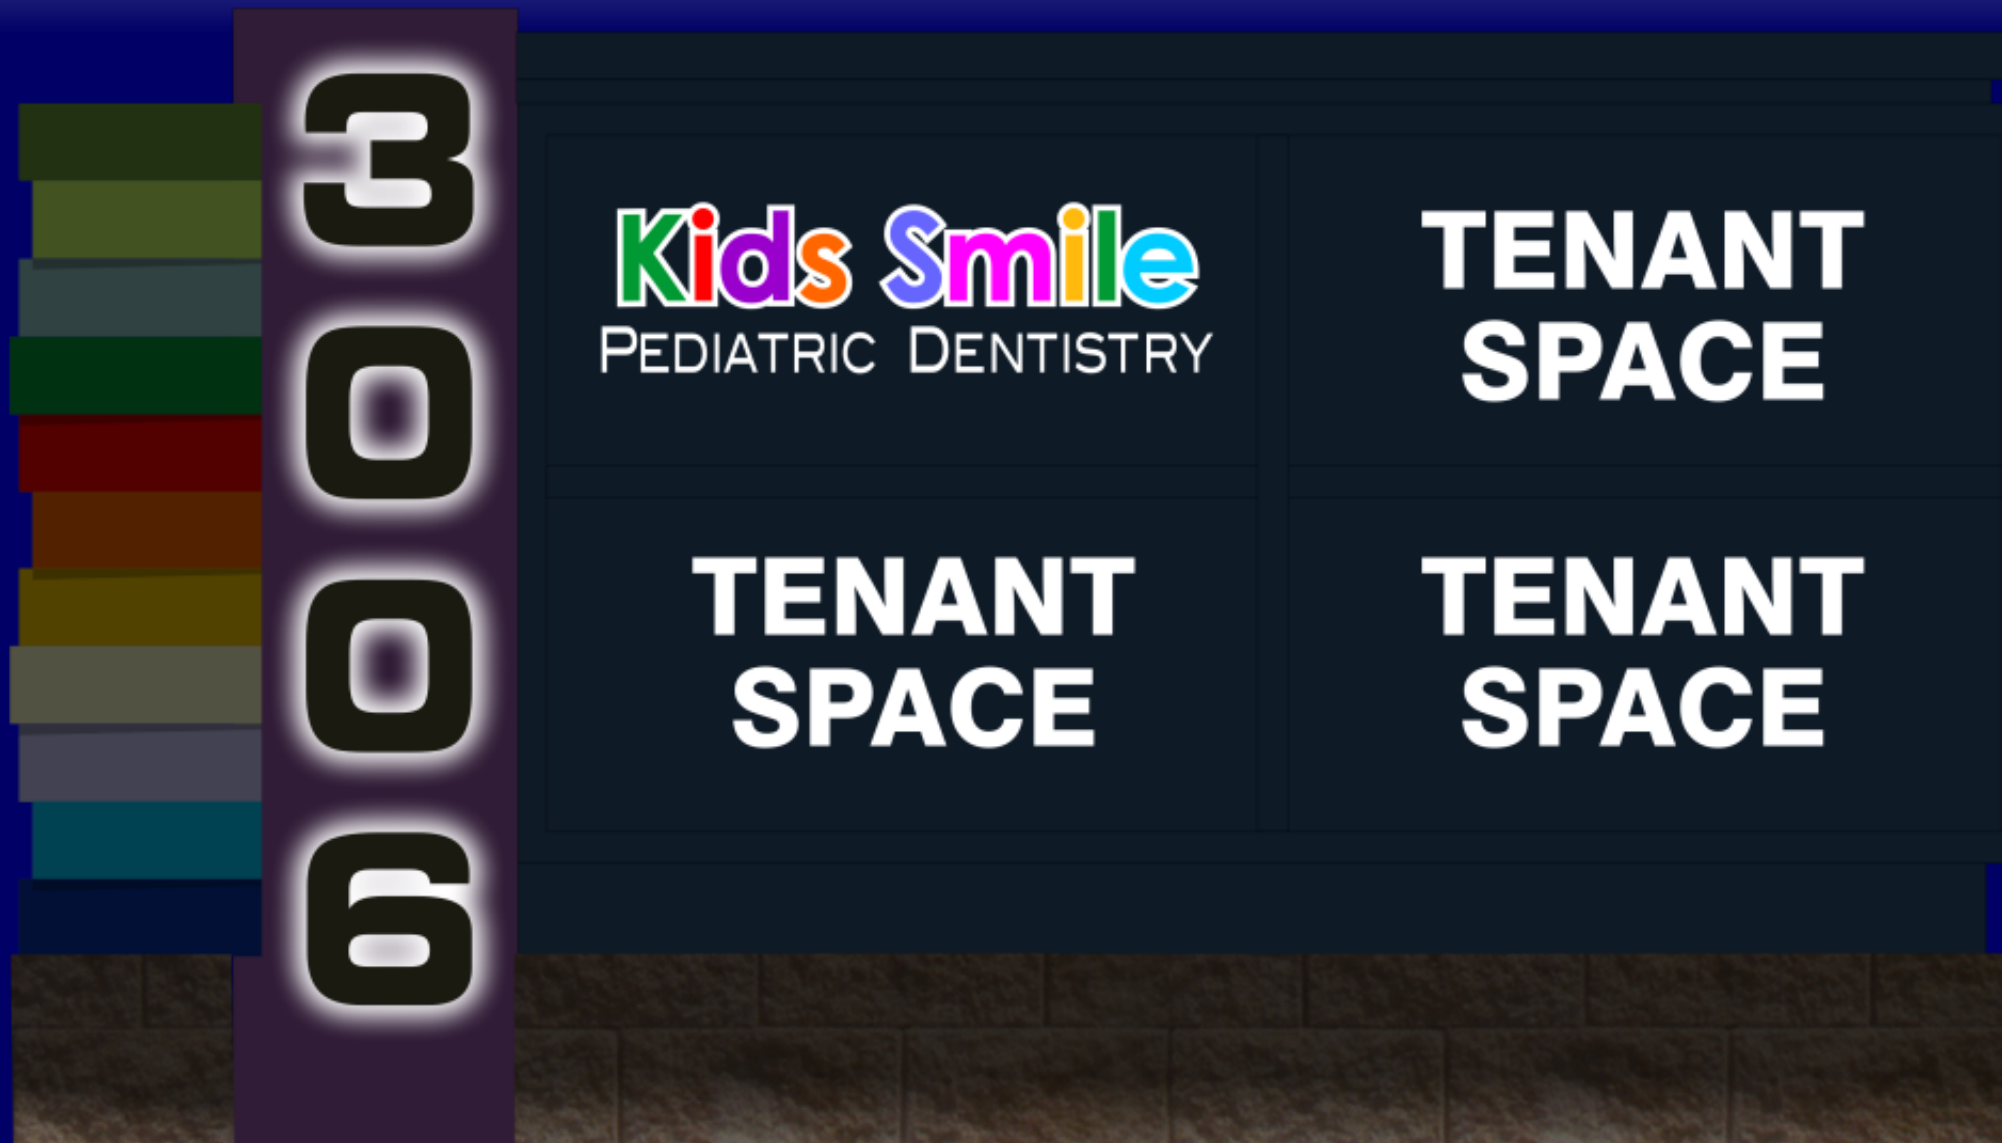 3
0
0
6
Kids Smile
PEDIATRIC DENTISTRY
TENANT
SPACE
TENANT
SPACE
TENANT
SPACE